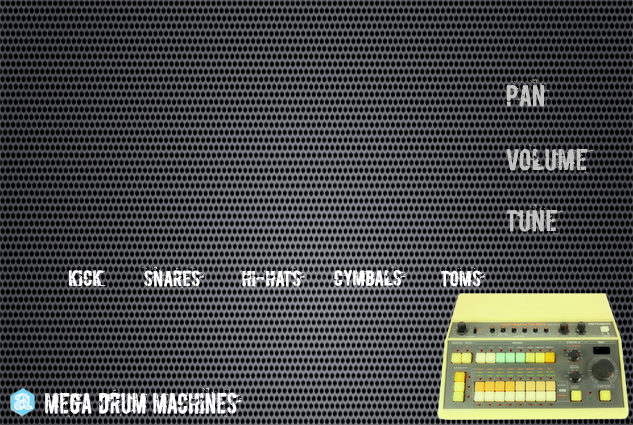 PAN
VOLUME
TUNE
KICK SNARES HI-HATS CYMBALS TOMS
MEGA DRUM MACHINES